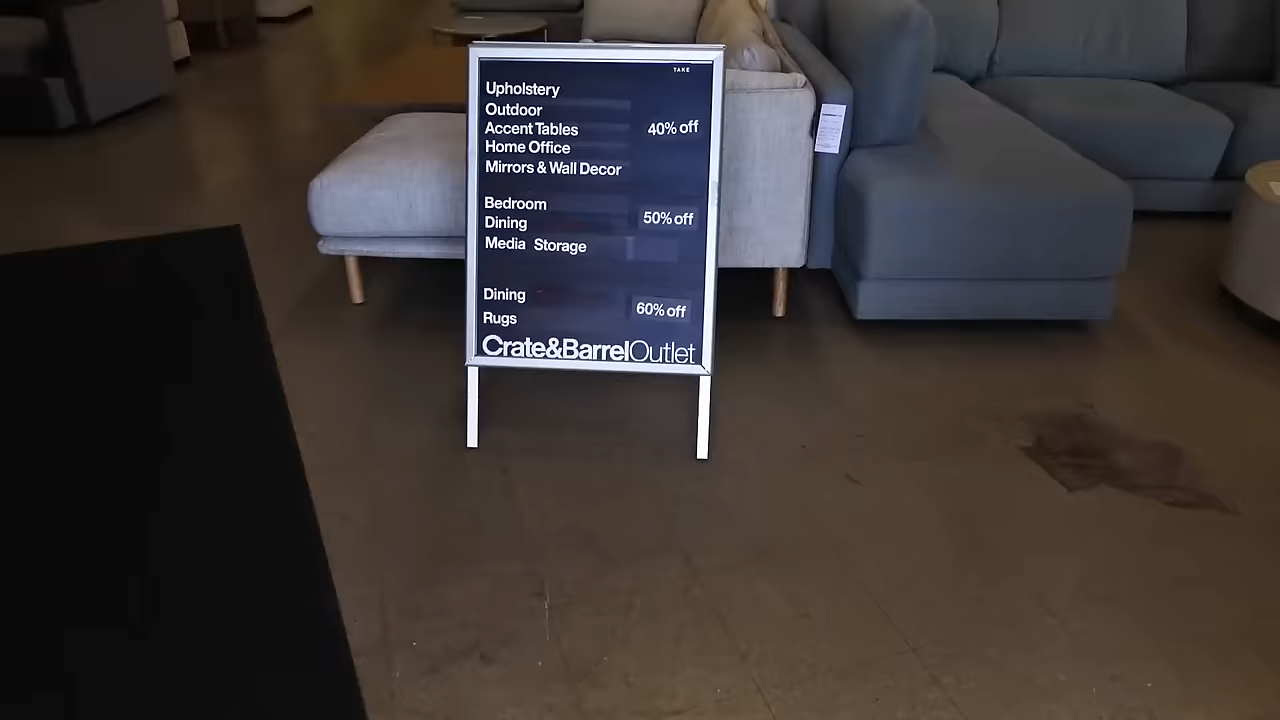 TAKE
Upholstery
Outdoor
Accent Tables
40% off
Home Office
Mirrors & Wall Decor
Bedroom
Dining
50% off
Media Storage
Dining
60% off
Rugs
Crate&BarrelOutlet